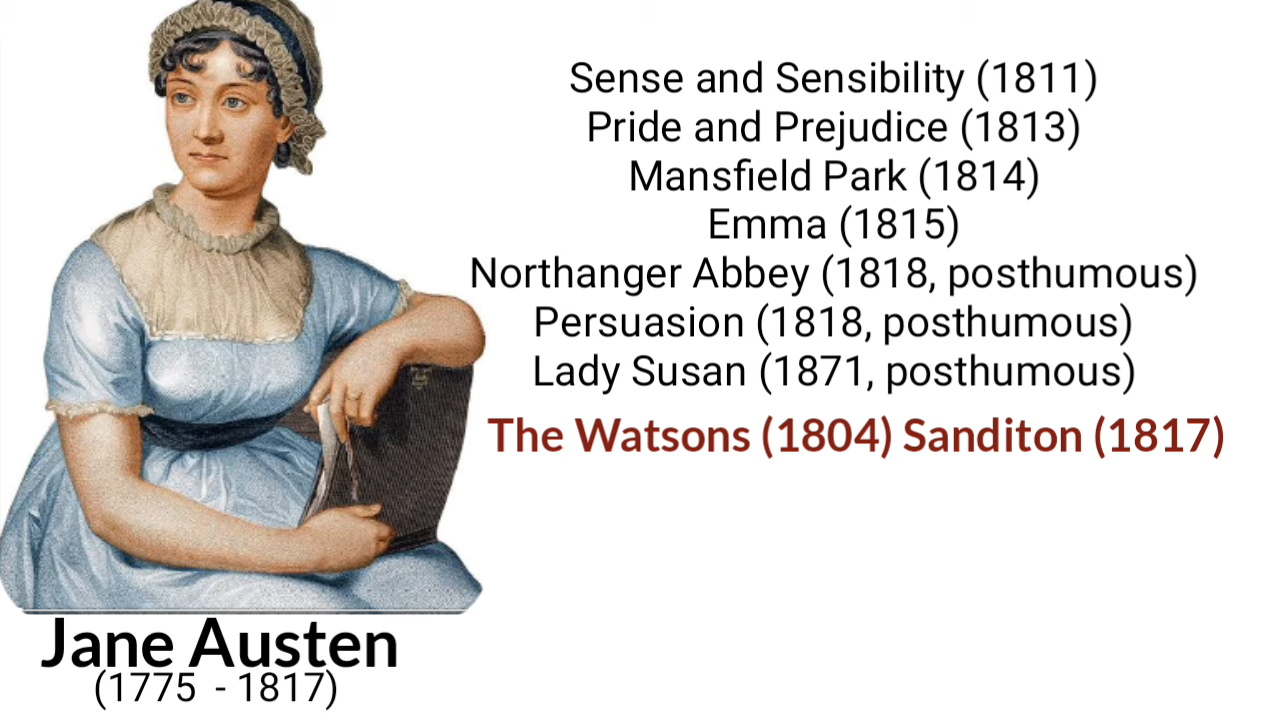 Sense and Sensibility (1811)
Pride and Prejudice (1813)
Mansfield Park (1814)
Emma (1815)
Northanger Abbey (1818, posthumous)
Persuasion (1818, posthumous)
Lady Susan (1871, posthumous)
The Watsons (1804) Sanditon (1817)
Jane Austen
(1775 - 1817)